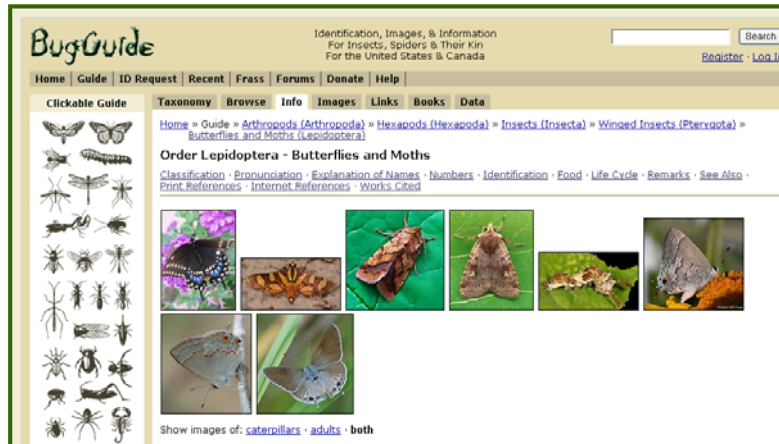 BugGuide
Identification, Images, & Information
For Insects, Spiders & Their Kin
For the United States & Canada
Search
Register · Log In
Home Guide ID Request Recent Frass Forums Donate Help
Clickable Guide
Taxonomy Browse Info Images Links Books Data
Home » Guide » Arthropods (Arthropoda) » Hexapods (Hexapoda) » Insects (Insecta) » Winged Insects (Pterygota) »
Butterflies and Moths (Lepidoptera)
Order Lepidoptera - Butterflies and Moths
Classification · Pronunciation · Explanation of Names · Numbers · Identification · Food · Life Cycle · Remarks · See Also ·
Print References · Internet References · Works Cited
Show images of: caterpillars · adults · both